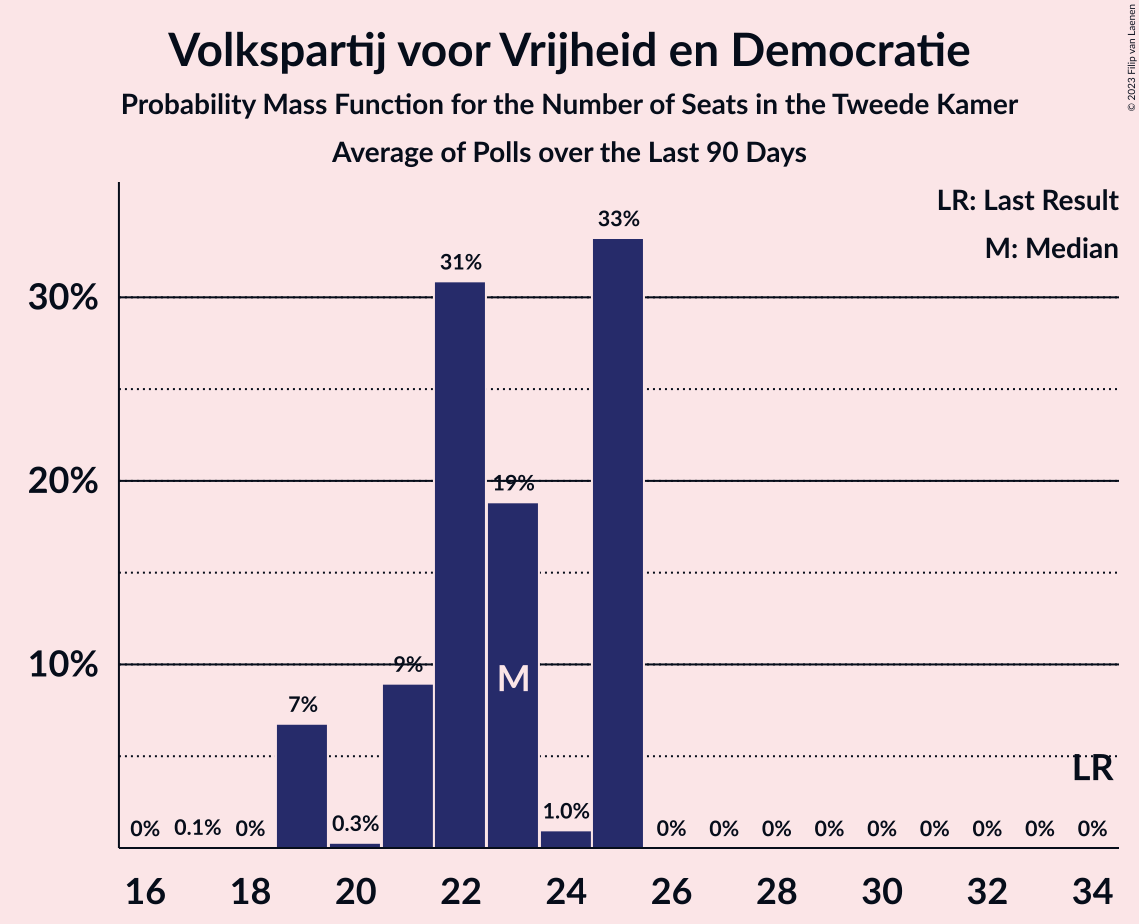 Volkspartij voor Vrijheid en Democratie
Probability Mass Function for the Number of Seats in the Tweede Kamer
Average of Polls over the Last 90 Days
© 2023 Filip van Laenen
LR: Last Result
M: Median
33%
31%
30%
20%
19%
10%
9%
M
7%
LR
0% 0.1% 0% 0.3% 1.0% 0% 0% 0% 0% 0% 0% 0% 0% 0%
16 18 20 22 24 26 28 30 32 34